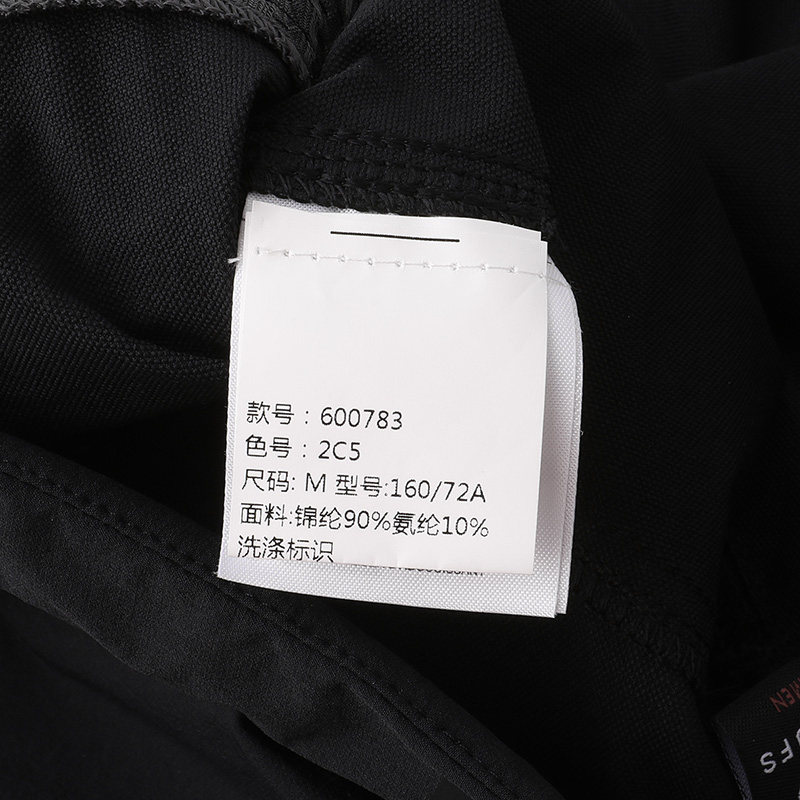 款号：600783
色号：2C5
尺码: M 型号:160/72A
面料:锦纶90%氨纶10%
洗涤标识
MEN